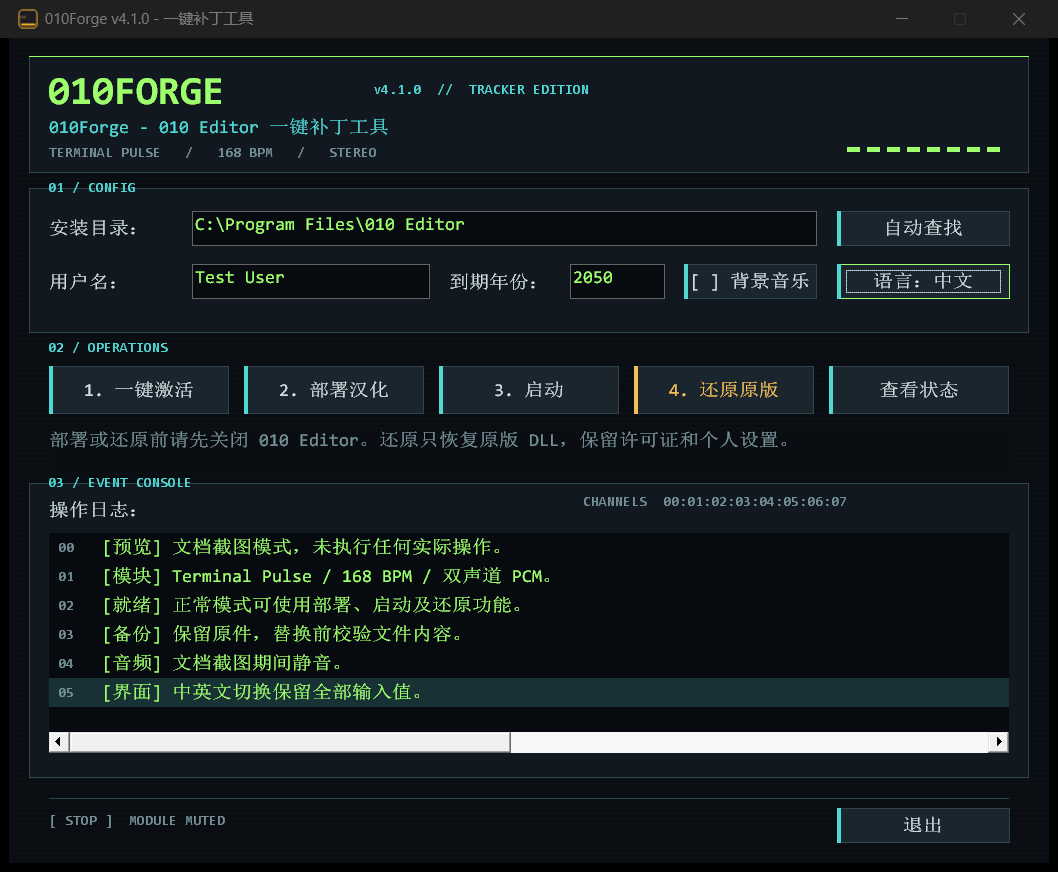 010Forge v4.1.0 - 一键补丁工具
010FORGE
v4.1.0 // TRACKER EDITION
010Forge - 010 Editor 一键补丁工具
TERMINAL PULSE / 168 BPM / STEREO
01 / CONFIG
安装目录: C:\Program Files\010 Editor 自动查找
用户名: Test User 到期年份: 2050 [ ] 背景音乐 语言: 中文
02 / OPERATIONS
1. 一键激活 2. 部署汉化 3. 启动 4. 还原原版 查看状态
部署或还原前请先关闭 010 Editor。还原只恢复原版 DLL，保留许可证和个人设置。
03 / EVENT CONSOLE
操作日志: CHANNELS 00:01:02:03:04:05:06:07
00 [预览] 文档截图模式，未执行任何实际操作。
01 [模块] Terminal Pulse / 168 BPM / 双声道 PCM。
02 [就绪] 正常模式可使用部署、启动及还原功能。
03 [备份] 保留原件，替换前校验文件内容。
04 [音频] 文档截图期间静音。
05 [界面] 中英文切换保留全部输入值。
[ STOP ] MODULE MUTED
退出